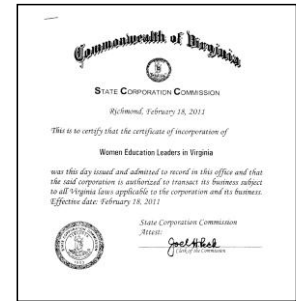 Commonwealth of Virginia
STATE CORPORATION COMMISSION
Richmond, February 18, 2011
This is to certify that the certificate of incorporation of
Women Education Leaders in Virginia
was this day issued and admitted to record in this office and that
the said corporation is authorized to transact its business subject
to all Virginia laws applicable to the corporation and its business.
Effective date: February 18, 2011
State Corporation Commission
Attest:
Clerk of the Commission